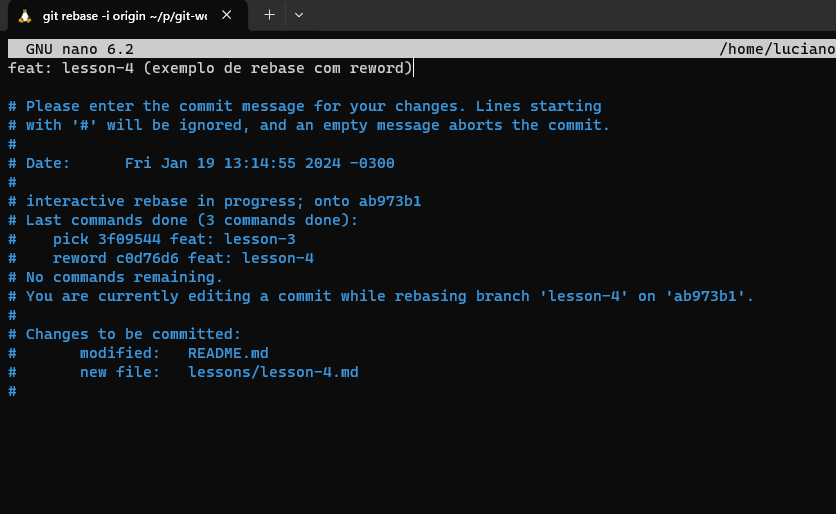 git rebase -i origin ~/p/git-wo
GNU nano 6.2 /home/luciano
feat: lesson-4 (exemplo de rebase com reword)
# Please enter the commit message for your changes. Lines starting
# with '#' will be ignored, and an empty message aborts the commit.
#
# Date:      Fri Jan 19 13:14:55 2024 -0300
#
# interactive rebase in progress; onto ab973b1
# Last commands done (3 commands done):
#    pick 3f09544 feat: lesson-3
#    reword c0d76d6 feat: lesson-4
# No commands remaining.
# You are currently editing a commit while rebasing branch 'lesson-4' on 'ab973b1'.
#
# Changes to be committed:
#       modified:   README.md
#       new file:   lessons/lesson-4.md
#